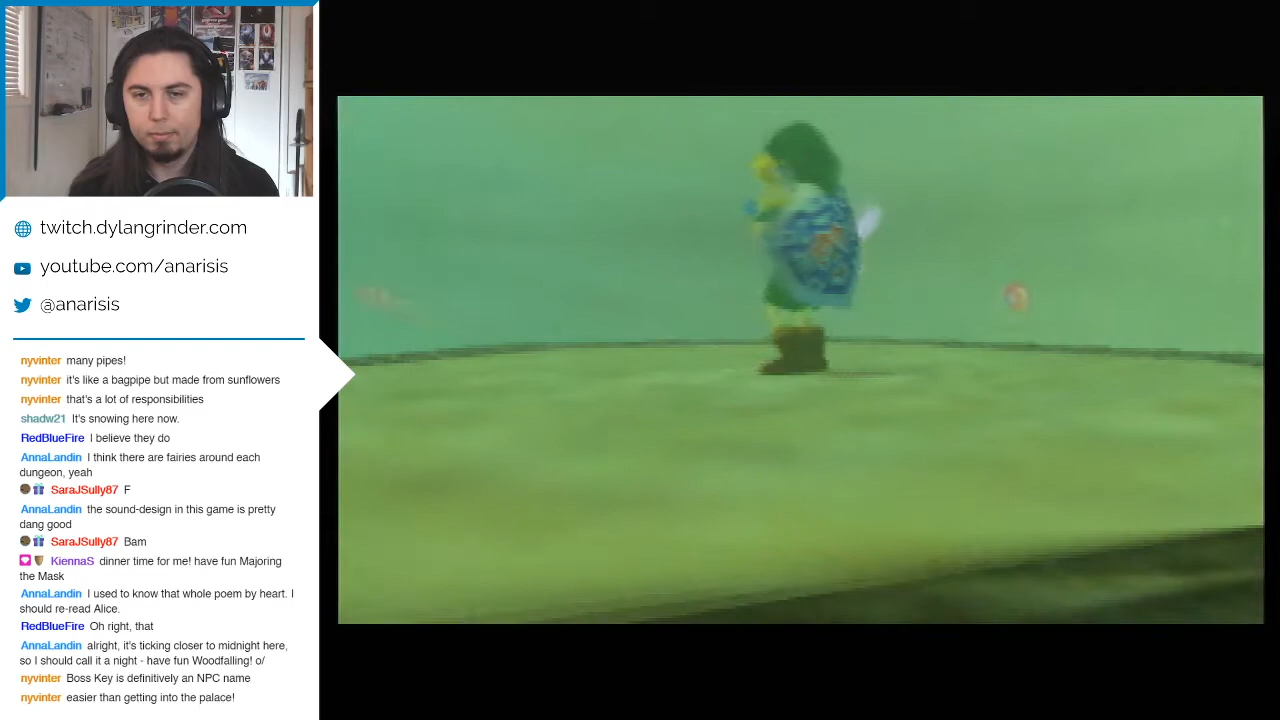 twitch.dylangrinder.com
youtube.com/anarisis
@anarisis
nyvinter many pipes!
nyvinter it's like a bagpipe but made from sunflowers
nyvinter that's a lot of responsibilities
shadw21 It's snowing here now.
RedBlueFire I believe they do
AnnaLandin I think there are fairies around each
dungeon, yeah
SaraJSully87 F
AnnaLandin the sound-design in this game is pretty
dang good
SaraJSully87 Bam
KiennaS dinner time for me! have fun Majoring
the Mask
AnnaLandin I used to know that whole poem by heart. I
should re-read Alice.
RedBlueFire Oh right, that
AnnaLandin alright, it's ticking closer to midnight here,
so I should call it a night - have fun Woodfalling! o/
nyvinter Boss Key is definitively an NPC name
nyvinter easier than getting into the palace!